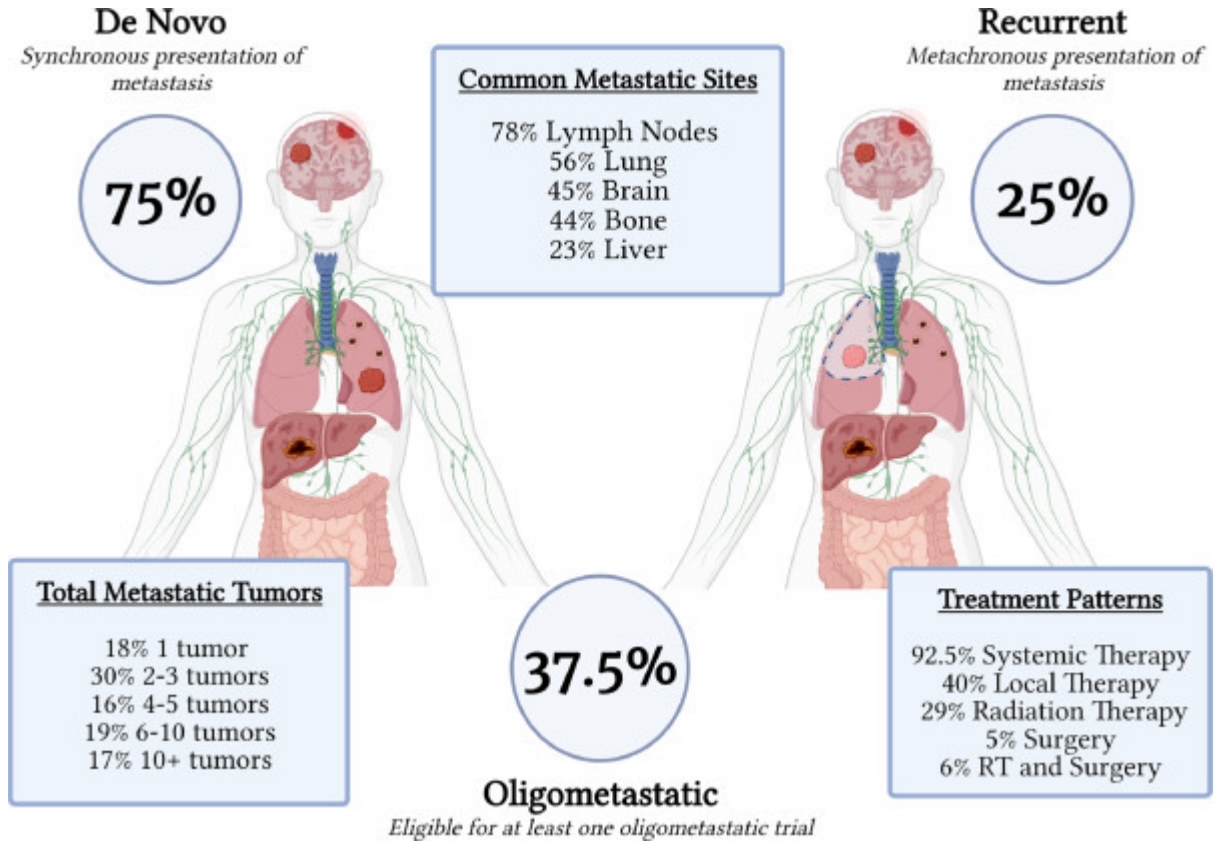 De Novo
Synchronous presentation of
metastasis
75%
Common Metastatic Sites
78% Lymph Nodes
56% Lung
45% Brain
44% Bone
23% Liver
Recurrent
Metachronous presentation of
metastasis
25%
Total Metastatic Tumors
18% 1 tumor
30% 2-3 tumors
16% 4-5 tumors
19% 6-10 tumors
17% 10+ tumors
37.5%
Oligometastatic
Eligible for at least one oligometastatic trial
Treatment Patterns
92.5% Systemic Therapy
40% Local Therapy
29% Radiation Therapy
5% Surgery
6% RT and Surgery